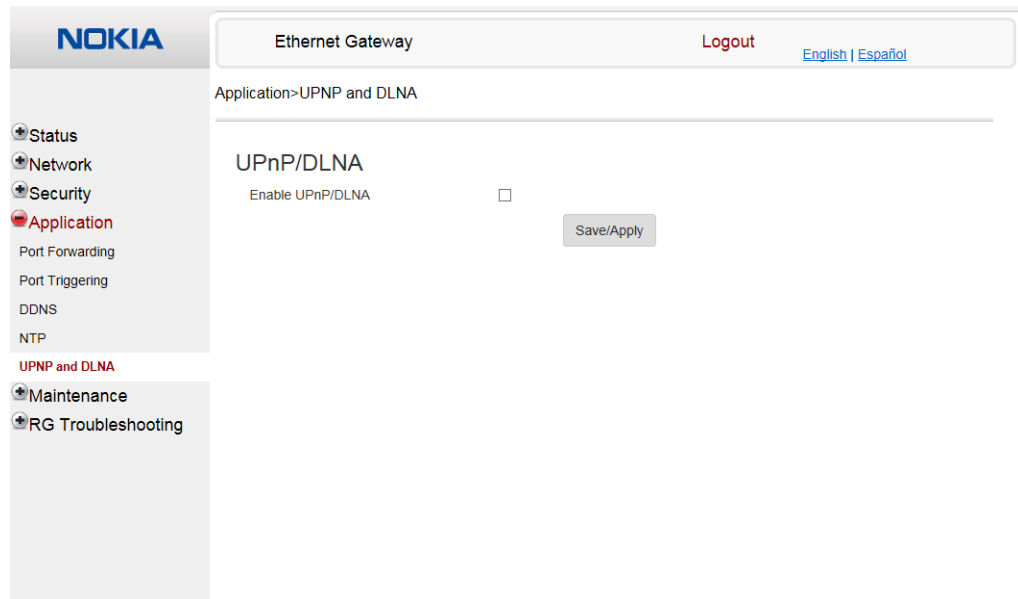 NOKIA
Ethernet Gateway Logout English | Español
Application>UPNP and DLNA
Status
Network
Security
Application
Port Forwarding
Port Triggering
DDNS
NTP
UPNP and DLNA
Maintenance
RG Troubleshooting
UPnP/DLNA
Enable UPnP/DLNA
Save/Apply